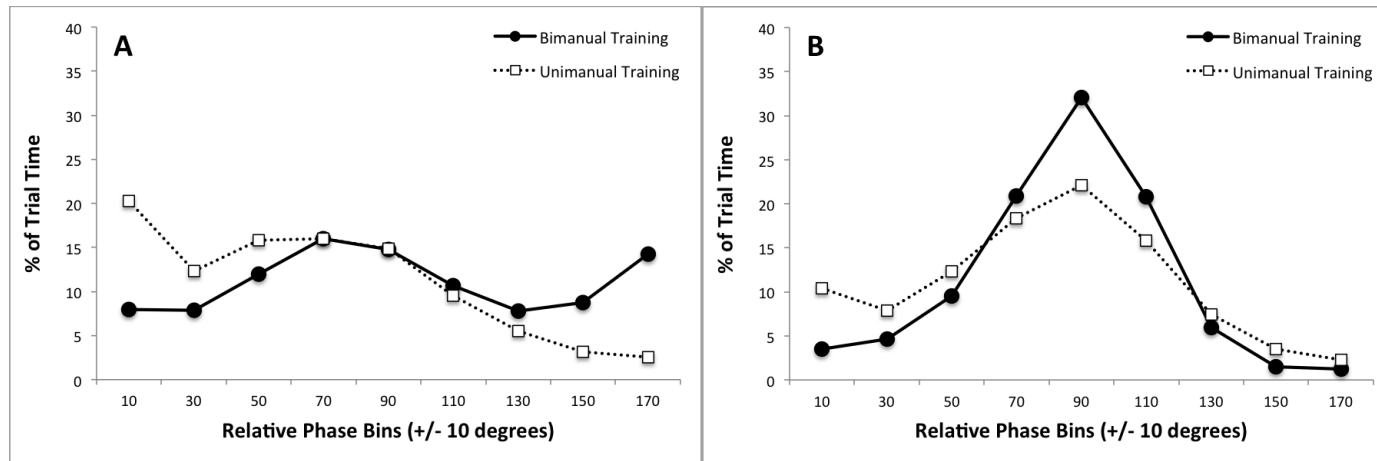 A
Bimanual Training
Unimanual Training
% of Trial Time
40
35
30
25
20
15
10
5
0
10 30 50 70 90 110 130 150 170
Relative Phase Bins (+/- 10 degrees)
B
Bimanual Training
Unimanual Training
% of Trial Time
40
35
30
25
20
15
10
5
0
10 30 50 70 90 110 130 150 170
Relative Phase Bins (+/- 10 degrees)